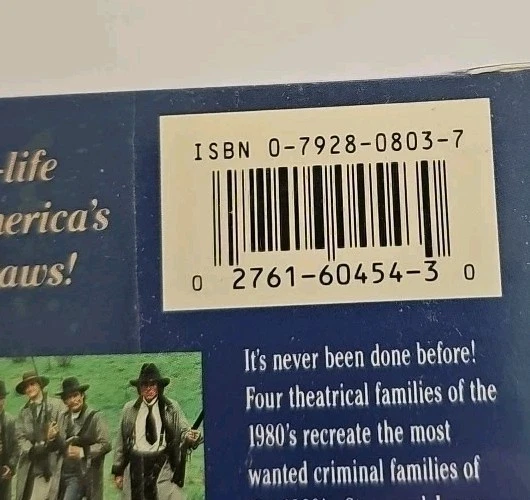 -life
erica's
aws!
ISBN 0-7928-0803-7
0 2761-60454-3 0
It's never been done before!
Four theatrical families of the
1980's recreate the most
wanted criminal families of